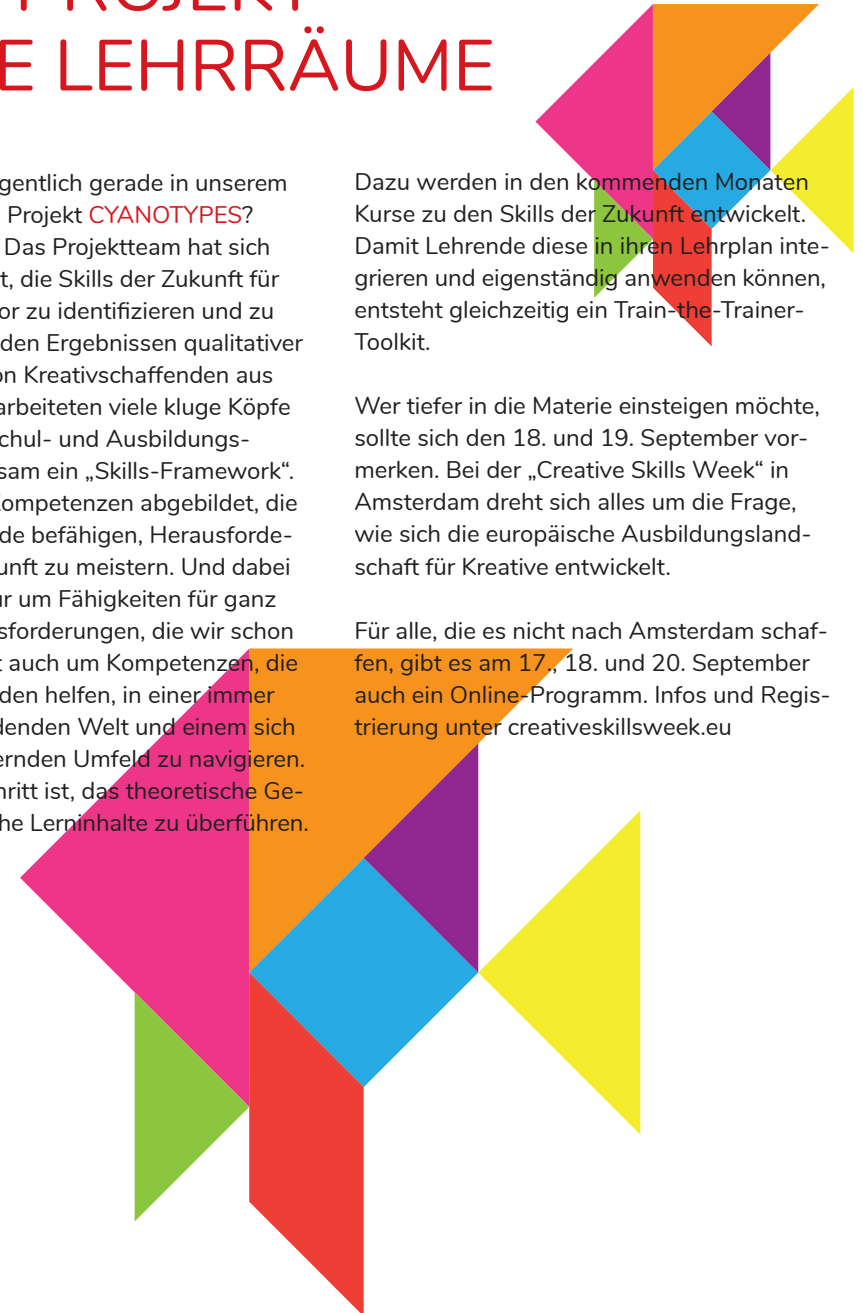 PROJEKT
E LEHRRÄUME
gentlich gerade in unserem
Projekt CYANOTYPES?
Das Projektteam hat sich
t, die Skills der Zukunft für
or zu identifizieren und zu
den Ergebnissen qualitativer
on Kreativschaffenden aus
arbeiteten viele kluge Köpfe
chul- und Ausbildungs-
sam ein „Skills-Framework“.
Kompetenzen abgebildet, die
de befähigen, Herausforde-
unft zu meistern. Und dabei
ur um Fähigkeiten für ganz
sforderungen, die wir schon
t auch um Kompetenzen, die
den helfen, in einer immer
denden Welt und einem sich
ernden Umfeld zu navigieren.
hritt ist, das theoretische Ge-
he Lerninhalte zu überführen.
Dazu werden in den kommenden Monaten
Kurse zu den Skills der Zukunft entwickelt.
Damit Lehrende diese in ihren Lehrplan inte-
grieren und eigenständig anwenden können,
entsteht gleichzeitig ein Train-the-Trainer-
Toolkit.
Wer tiefer in die Materie einsteigen möchte,
sollte sich den 18. und 19. September vor-
merken. Bei der „Creative Skills Week“ in
Amsterdam dreht sich alles um die Frage,
wie sich die europäische Ausbildungsland-
schaft für Kreative entwickelt.
Für alle, die es nicht nach Amsterdam schaf-
fen, gibt es am 17., 18. und 20. September
auch ein Online-Programm. Infos und Regis-
trierung unter creativeskillsweek.eu